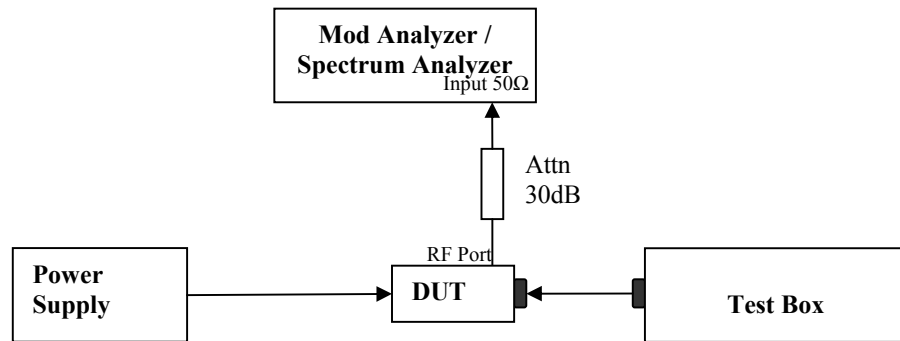 Mod Analyzer /
Spectrum Analyzer
Input 50Ω
Attn
30dB
RF Port
Power
Supply
DUT
Test Box